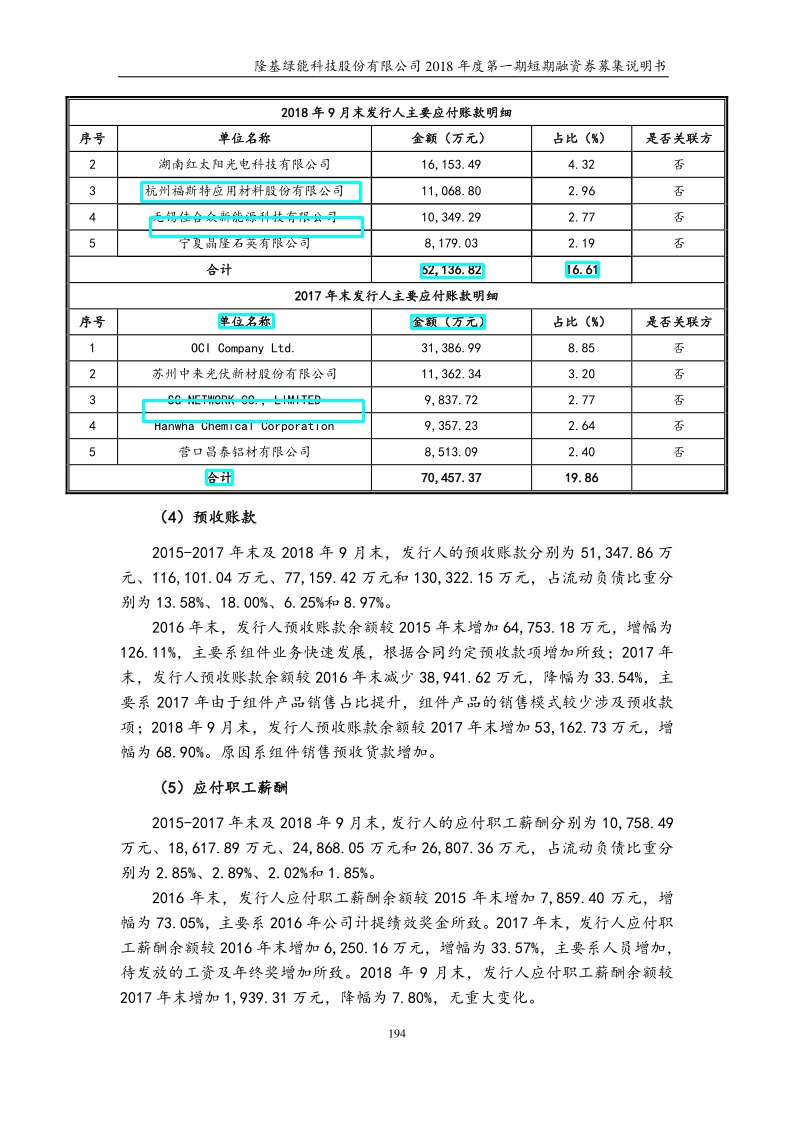 隆基绿能科技股份有限公司 2018 年度第一期短期融资券募集说明书
2018 年 9 月末发行人主要应付账款明细
序号 单位名称 金额（万元） 占比（%） 是否关联方
2 湖南红太阳光电科技有限公司 16,153.49 4.32 否
3 杭州福斯特应用材料股份有限公司 11,068.80 2.96 否
4 无锡佳合众新能源科技有限公司 10,349.29 2.77 否
5 宁夏晶隆石英有限公司 8,179.03 2.19 否
合计 62,136.82 16.61
2017 年末发行人主要应付账款明细
序号 单位名称 金额（万元） 占比（%） 是否关联方
1 OCI Company Ltd. 31,386.99 8.85 否
2 苏州中来光伏新材股份有限公司 11,362.34 3.20 否
3 SQ NETWORK CO., LIMITED 9,837.72 2.77 否
4 Hanwha Chemical Corporation 9,357.23 2.64 否
5 营口昌泰铝材有限公司 8,513.09 2.40 否
合计 70,457.37 19.86
（4）预收账款
2015-2017 年末及 2018 年 9 月末，发行人的预收账款分别为 51,347.86 万
元、116,101.04 万元、77,159.42 万元和 130,322.15 万元，占流动负债比重分
别为 13.58%、18.00%、6.25%和 8.97%。
2016 年末，发行人预收账款余额较 2015 年末增加 64,753.18 万元，增幅为
126.11%，主要系组件业务快速发展，根据合同约定预收款项增加所致；2017 年
末，发行人预收账款余额较 2016 年末减少 38,941.62 万元，降幅为 33.54%，主
要系 2017 年由于组件产品销售占比提升，组件产品的销售模式较少涉及预收款
项；2018 年 9 月末，发行人预收账款余额较 2017 年末增加 53,162.73 万元，增
幅为 68.90%。原因系组件销售预收货款增加。
（5）应付职工薪酬
2015-2017 年末及 2018 年 9 月末，发行人的应付职工薪酬分别为 10,758.49
万元、18,617.89 万元、24,868.05 万元和 26,807.36 万元，占流动负债比重分
别为 2.85%、2.89%、2.02%和 1.85%。
2016 年末，发行人应付职工薪酬余额较 2015 年末增加 7,859.40 万元，增
幅为 73.05%，主要系 2016 年公司计提绩效奖金所致。2017 年末，发行人应付职
工薪酬余额较 2016 年末增加 6,250.16 万元，增幅为 33.57%，主要系人员增加，
待发放的工资及年终奖增加所致。2018 年 9 月末，发行人应付职工薪酬余额较
2017 年末增加 1,939.31 万元，降幅为 7.80%，无重大变化。
194